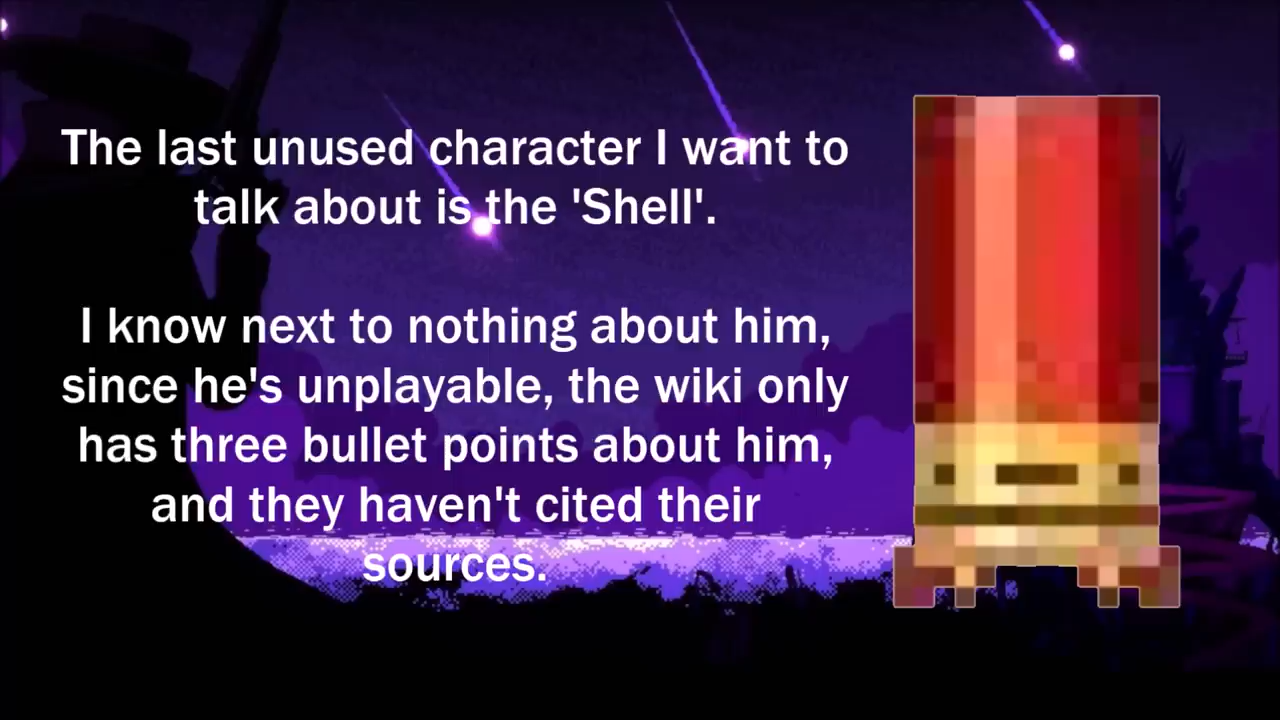 The last unused character I want to
talk about is the 'Shell'.
I know next to nothing about him,
since he's unplayable, the wiki only
has three bullet points about him,
and they haven't cited their
sources.